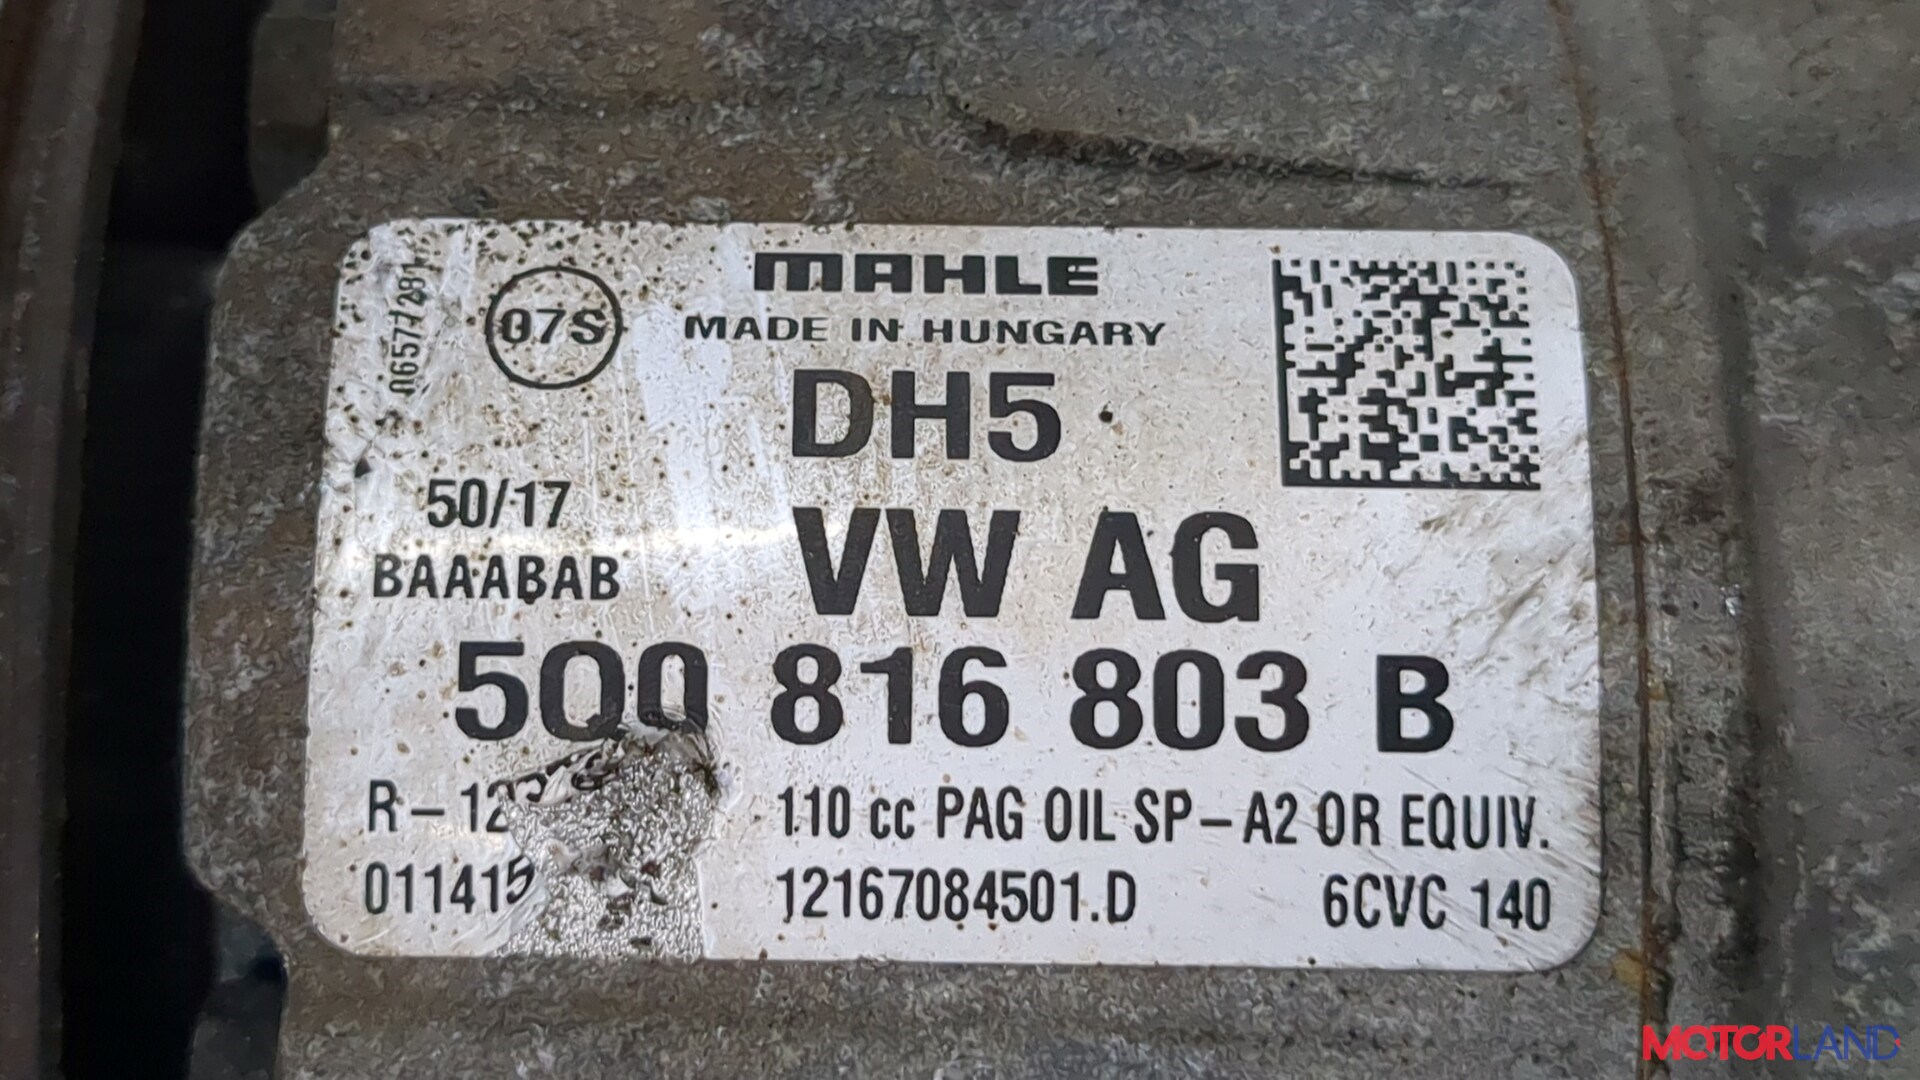 06577281
07S
MAHLE
MADE IN HUNGARY
DH5
50/17
BAAABAB
VW AG
5Q0 816 803 B
110 cc PAG OIL SP-A2 OR EQUIV.
12167084501.D
6CVC 140
MOTORLAND